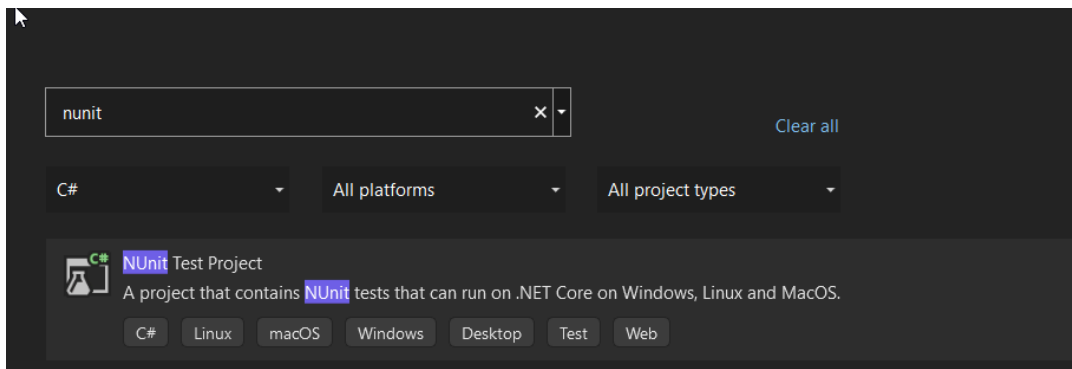 nunit
Clear all
C# All platforms All project types
C#
NUnit Test Project
A project that contains NUnit tests that can run on .NET Core on Windows, Linux and MacOS.
C# Linux macOS Windows Desktop Test Web